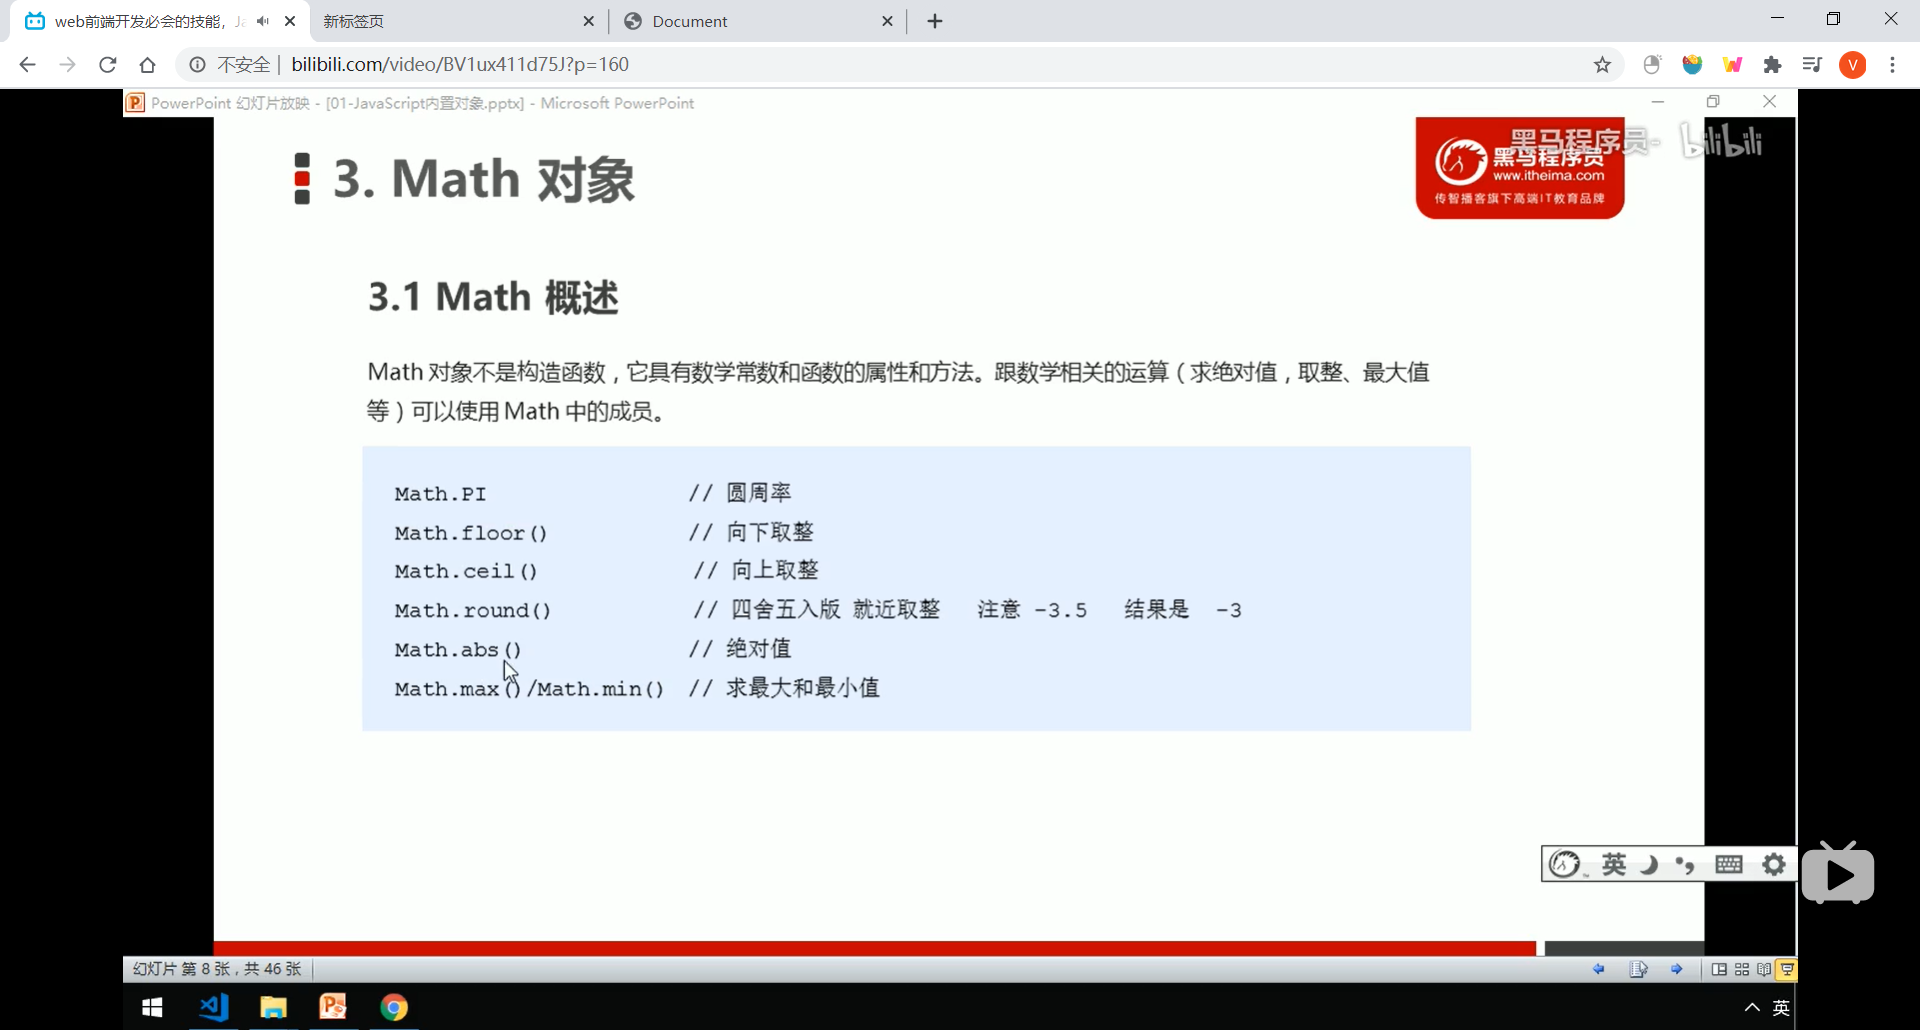 web前端开发必会的技能，Ja
新标签页
Document
不安全 | bilibili.com/video/BV1ux411d75J?p=160
V
PowerPoint 幻灯片放映 - [01-JavaScript内置对象.pptx] - Microsoft PowerPoint
黑马程序员- bilibili
黑马程序员
www.itheima.com
传智播客旗下高端IT教育品牌
3. Math 对象
3.1 Math 概述
Math 对象不是构造函数，它具有数学常数和函数的属性和方法。跟数学相关的运算（求绝对值，取整、最大值
等）可以使用 Math 中的成员。
Math.PI // 圆周率
Math.floor() // 向下取整
Math.ceil() // 向上取整
Math.round() // 四舍五入版 就近取整 注意 -3.5 结果是 -3
Math.abs() // 绝对值
Math.max()/Math.min() // 求最大和最小值
英
幻灯片 第 8 张，共 46 张
英